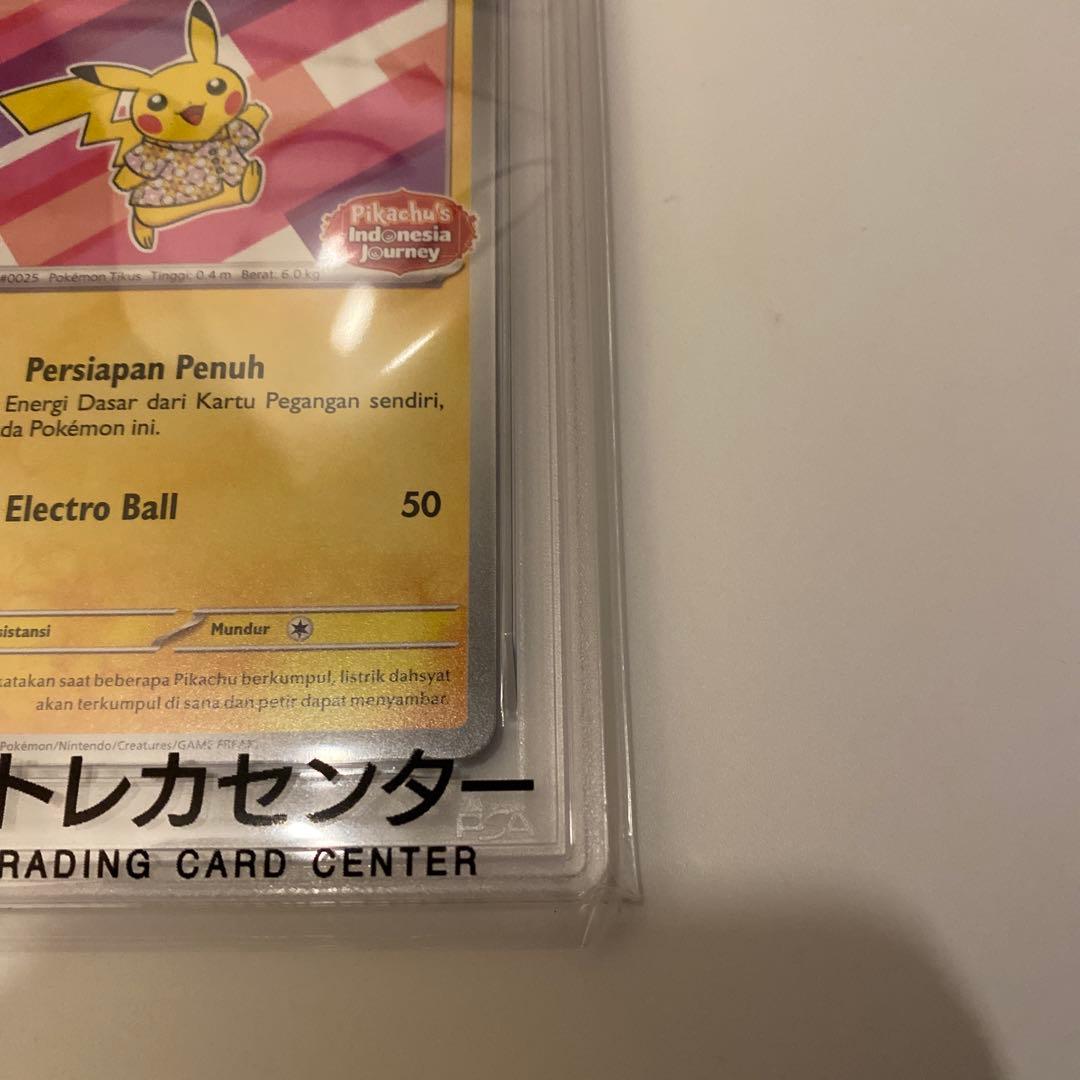 Pikachu's
Indonesia
Journey
#0025 Pokémon Tikus Tinggi: 0.4 m Berat: 6.0 kg
Persiapan Penuh
Energi Dasar dari Kartu Pegangan sendiri,
da Pokémon ini.
Electro Ball 50
sistansi Mundur
katakan saat beberapa Pikachu berkumpul, listrik dahsyat
akan terkumpul di sana dan petir dapat menyambar.
Pokémon/Nintendo/Creatures/GAME FREAK
トレカセンター
PSA
RADING CARD CENTER